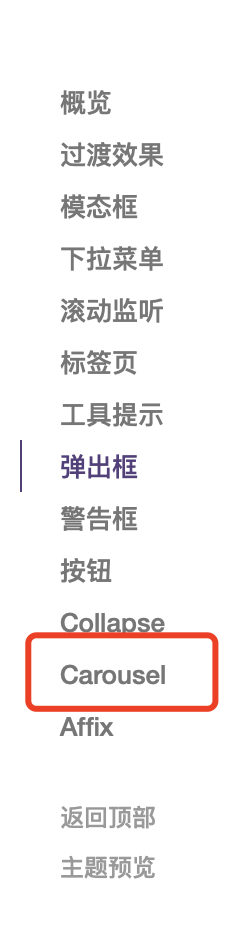 概览
过渡效果
模态框
下拉菜单
滚动监听
标签页
工具提示
弹出框
警告框
按钮
Collapse
Carousel
Affix
返回顶部
主题预览